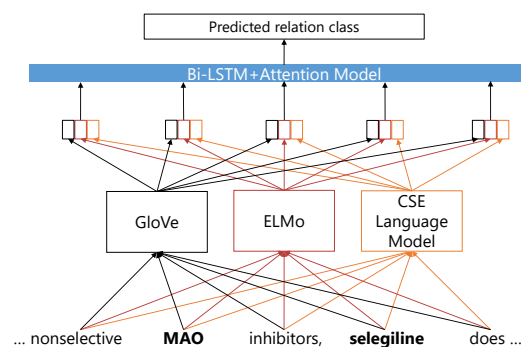 Predicted relation class
Bi-LSTM+Attention Model
GloVe
ELMo
CSE
Language
Model
... nonselective MAO inhibitors, selegiline does ...